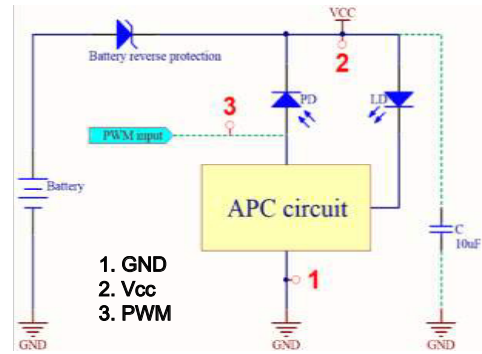 VCC
Battery reverse protection
2
3
PD
LD
PWM input
Battery
APC circuit
C
10uF
1. GND
2. Vcc
3. PWM
1
GND
GND
GND